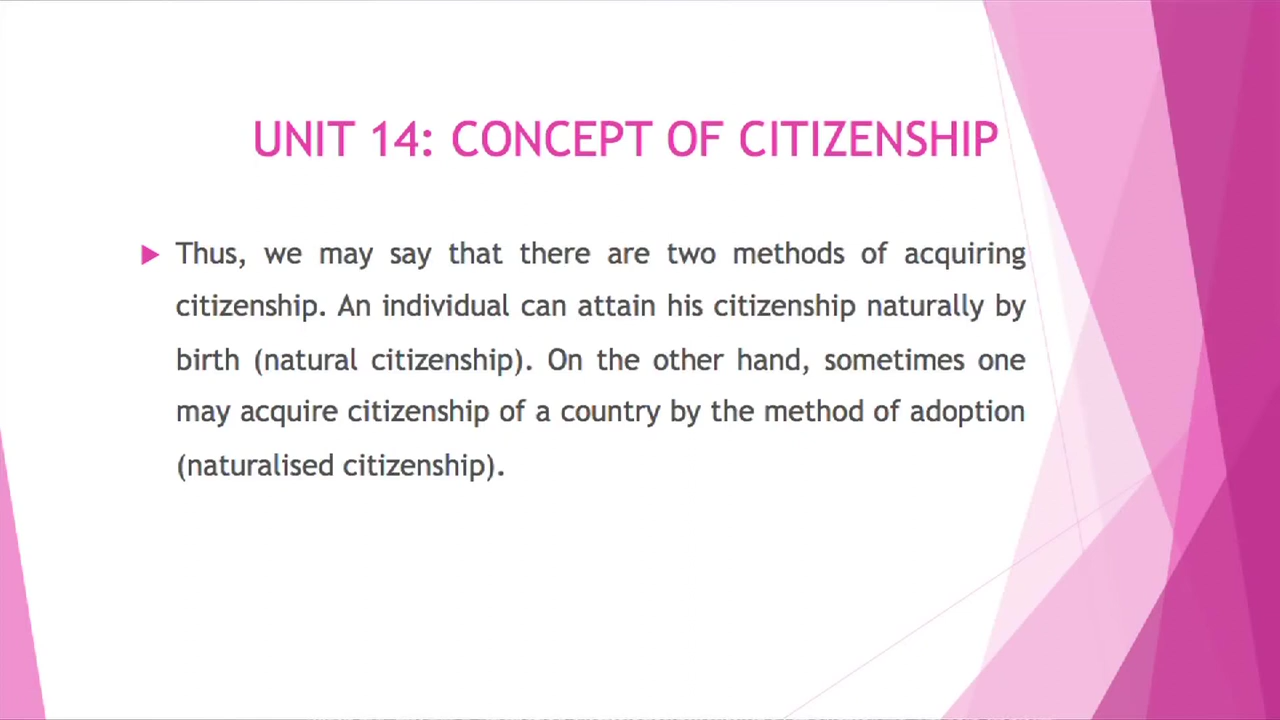 UNIT 14: CONCEPT OF CITIZENSHIP
Thus, we may say that there are two methods of acquiring
citizenship. An individual can attain his citizenship naturally by
birth (natural citizenship). On the other hand, sometimes one
may acquire citizenship of a country by the method of adoption
(naturalised citizenship).